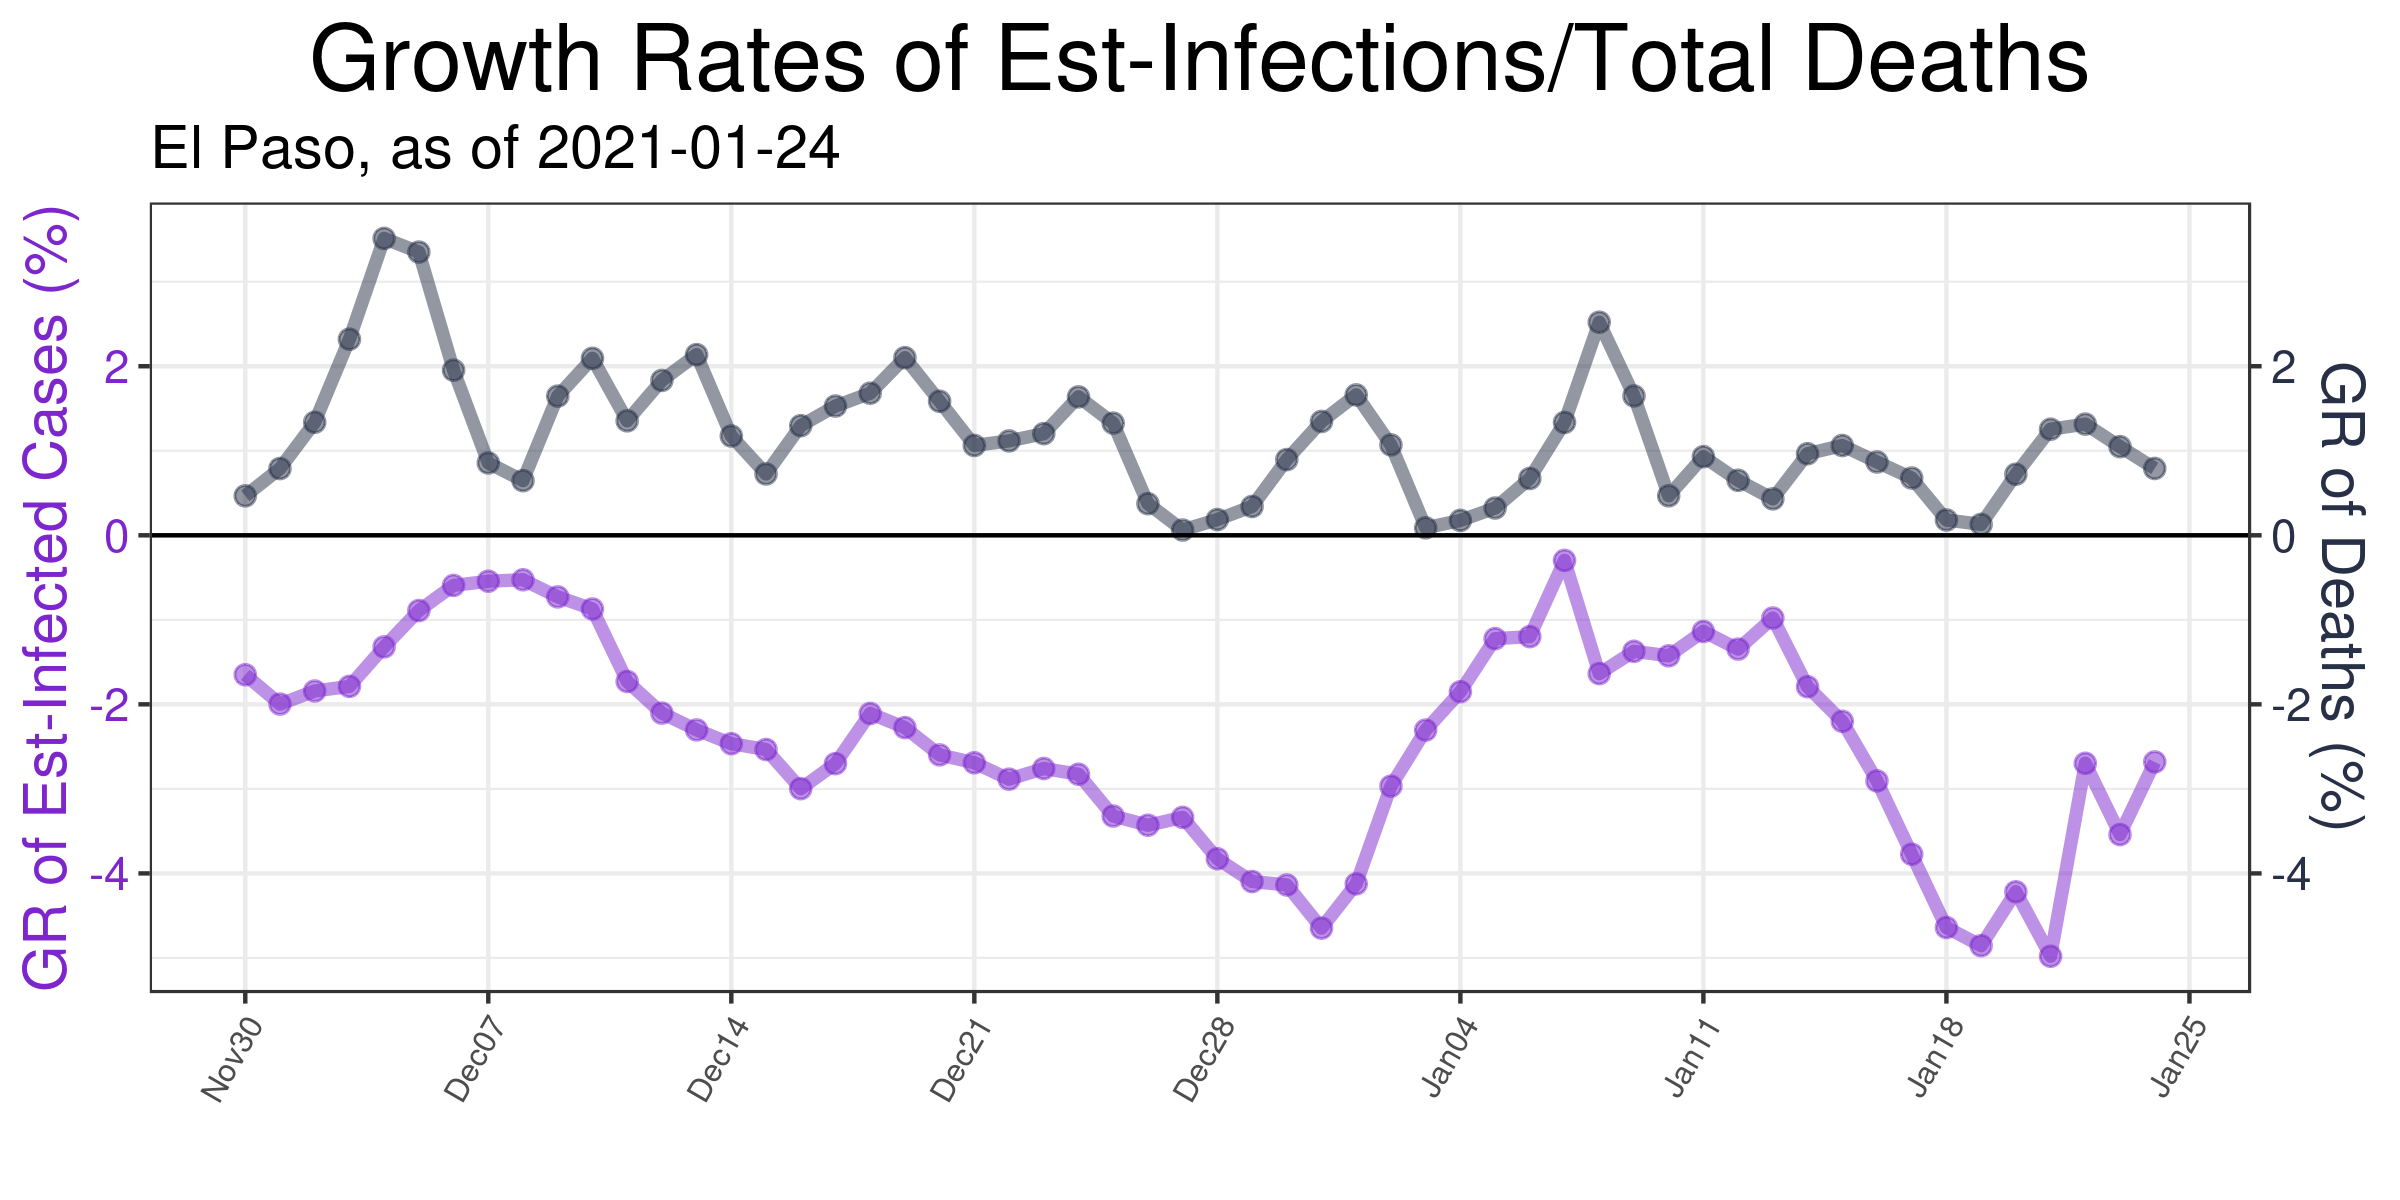 Growth Rates of Est-Infections/Total Deaths
El Paso, as of 2021-01-24
GR of Est-Infected Cases (%)
2
0
-2
-4
2
0
-2
-4
GR of Deaths (%)
Nov30
Dec07
Dec14
Dec21
Dec28
Jan04
Jan11
Jan18
Jan25